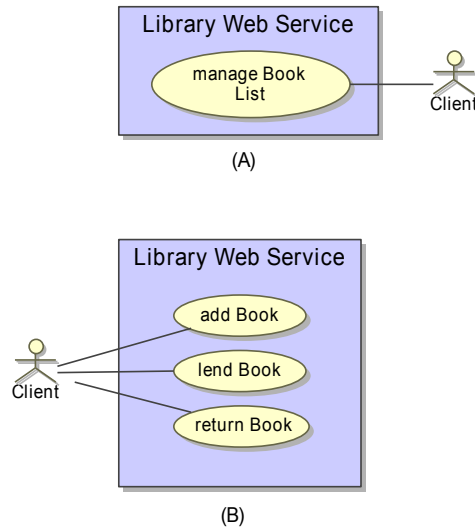 Library Web Service
manage Book
List
Client
(A)
Library Web Service
add Book
lend Book
Client
return Book
(B)